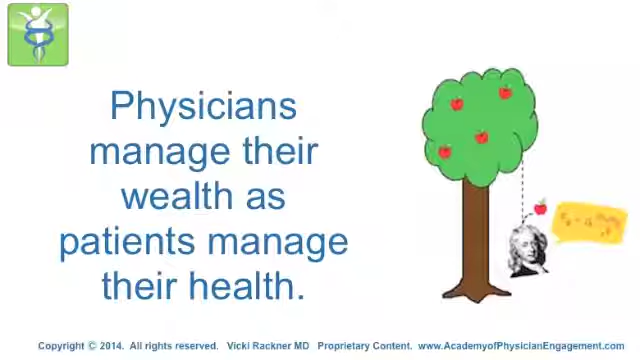 Physicians
manage their
wealth as
patients manage
their health.
Copyright © 2014. All rights reserved. Vicki Rackner MD Proprietary Content. www.AcademyofPhysicianEngagement.com